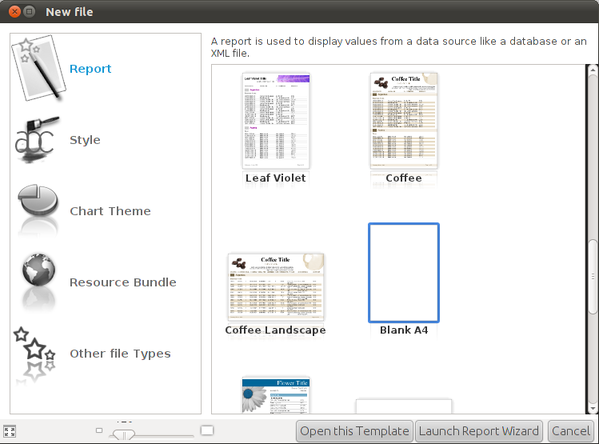 New file
Report
Style
Chart Theme
Resource Bundle
Other file Types
A report is used to display values from a data source like a database or an
XML file.
Leaf Violet
Coffee Title
Coffee
Coffee Title
Coffee Landscape
Blank A4
Flower Title
Open this Template
Launch Report Wizard
Cancel